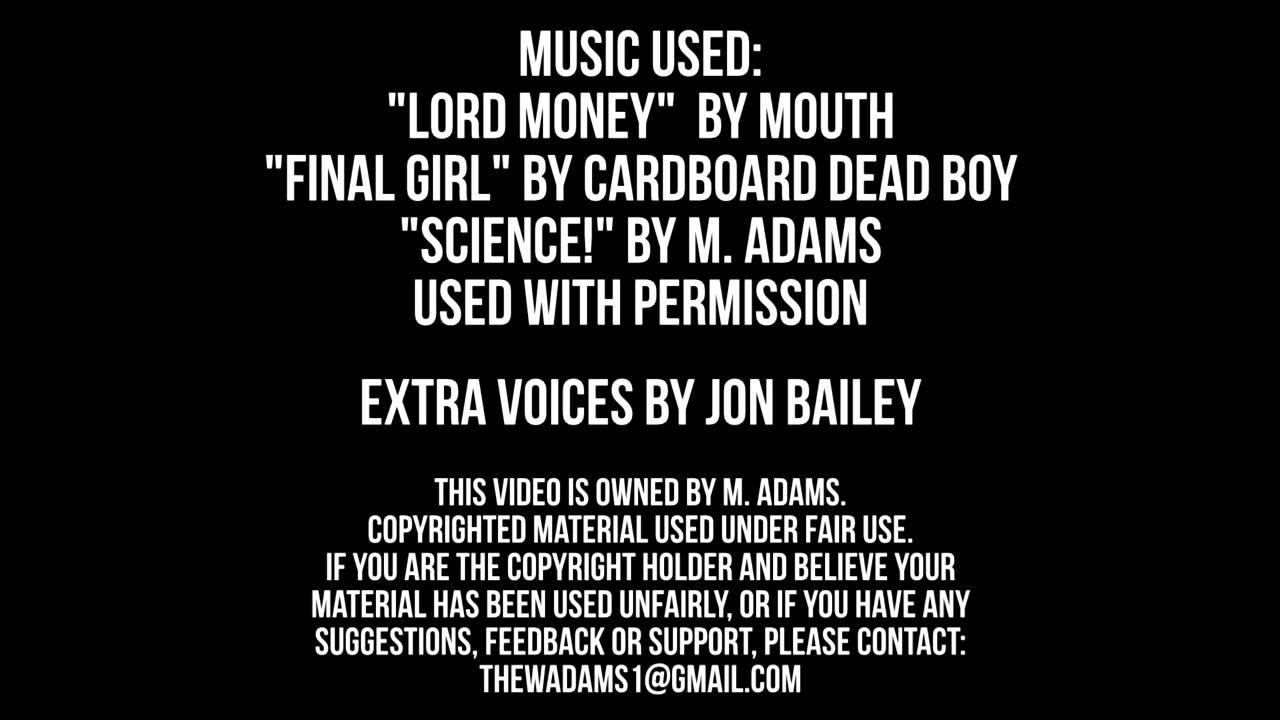 MUSIC USED:
"LORD MONEY" BY MOUTH
"FINAL GIRL" BY CARDBOARD DEAD BOY
"SCIENCE!" BY M. ADAMS
USED WITH PERMISSION
EXTRA VOICES BY JON BAILEY
THIS VIDEO IS OWNED BY M. ADAMS.
COPYRIGHTED MATERIAL USED UNDER FAIR USE.
IF YOU ARE THE COPYRIGHT HOLDER AND BELIEVE YOUR
MATERIAL HAS BEEN USED UNFAIRLY, OR IF YOU HAVE ANY
SUGGESTIONS, FEEDBACK OR SUPPORT, PLEASE CONTACT:
THEWADAMS1@GMAIL.COM